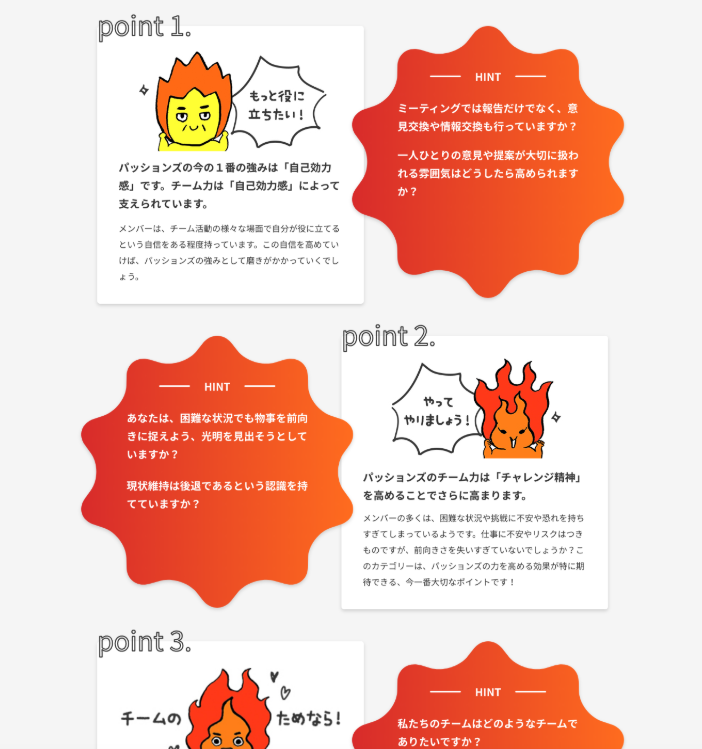 point 1.
もっと役に
立ちたい!
パッションズの今の１番の強みは「自己効力
感」です。チーム力は「自己効力感」によって
支えられています。
メンバーは、チーム活動の様々な場面で自分が役に立てる
という自信をある程度持っています。この自信を高めてい
けば、パッションズの強みとして磨きがかかっていくでし
ょう。
HINT
ミーティングでは報告だけでなく、意
見交換や情報交換も行っていますか？
一人ひとりの意見や提案が大切に扱わ
れる雰囲気はどうしたら高められます
か？
HINT
あなたは、困難な状況でも物事を前向
きに捉えよう、光明を見出そうとして
いますか？
現状維持は後退であるという認識を持
てていますか？
point 2.
やって
やりましょう!
パッションズのチーム力は「チャレンジ精神」
を高めることでさらに高まります。
メンバーの多くは、困難な状況や挑戦に不安や恐れを持ち
すぎてしまっているようです。仕事に不安やリスクはつき
ものですが、前向きさを失いすぎていないでしょうか？こ
のカテゴリーは、パッションズの力を高める効果が特に期
待できる、今一番大切なポイントです！
point 3.
チームの ためなら!
HINT
私たちのチームはどのようなチームで
ありたいですか？